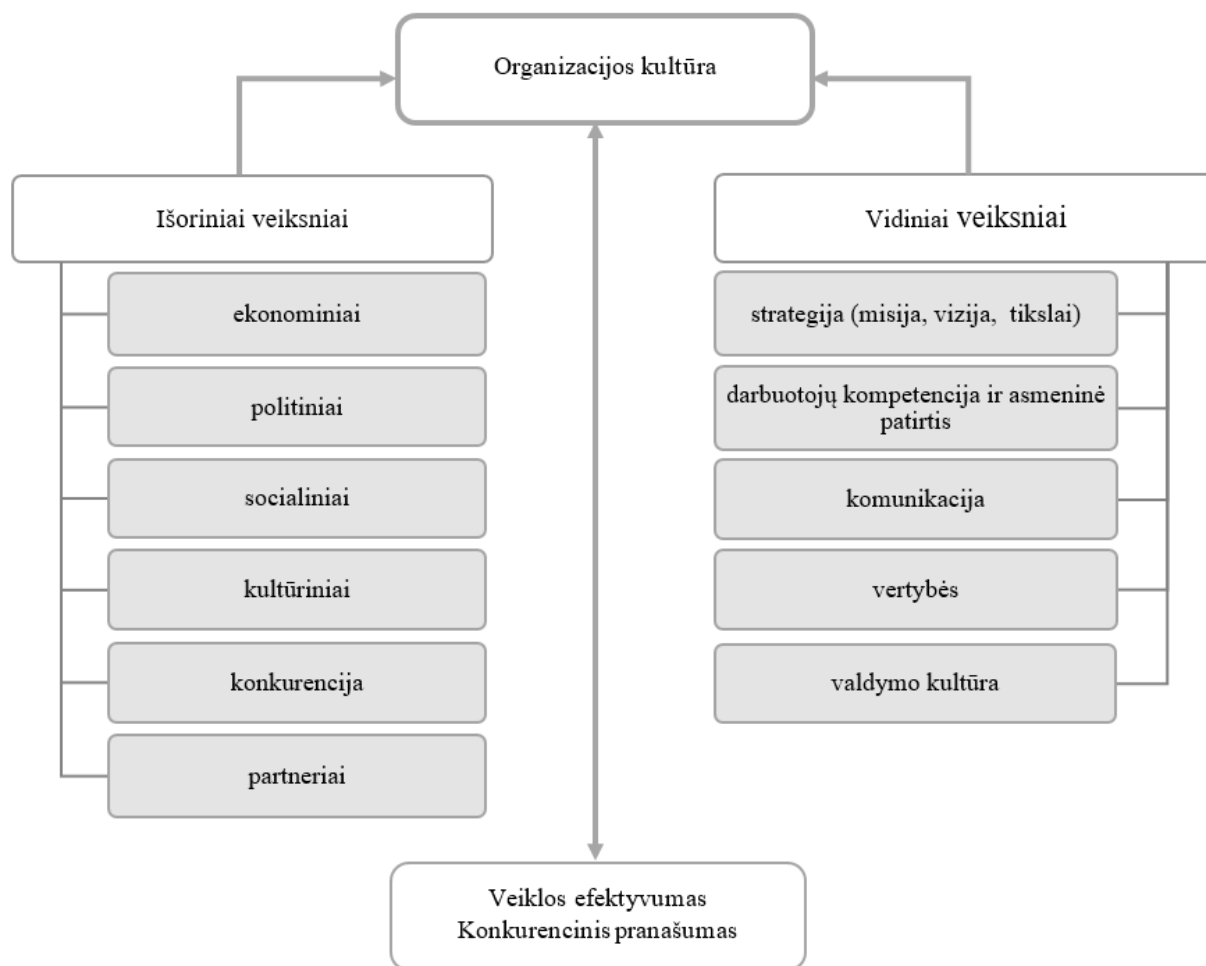 Organizacijos kultūra
Išoriniai veiksniai
ekonominiai
politiniai
socialiniai
kultūriniai
konkurencija
partneriai
Vidiniai veiksniai
strategija (misija, vizija,  tikslai)
darbuotojų kompetencija ir asmeninė
patirtis
komunikacija
vertybės
valdymo kultūra
Veiklos efektyvumas
Konkurencinis pranašumas